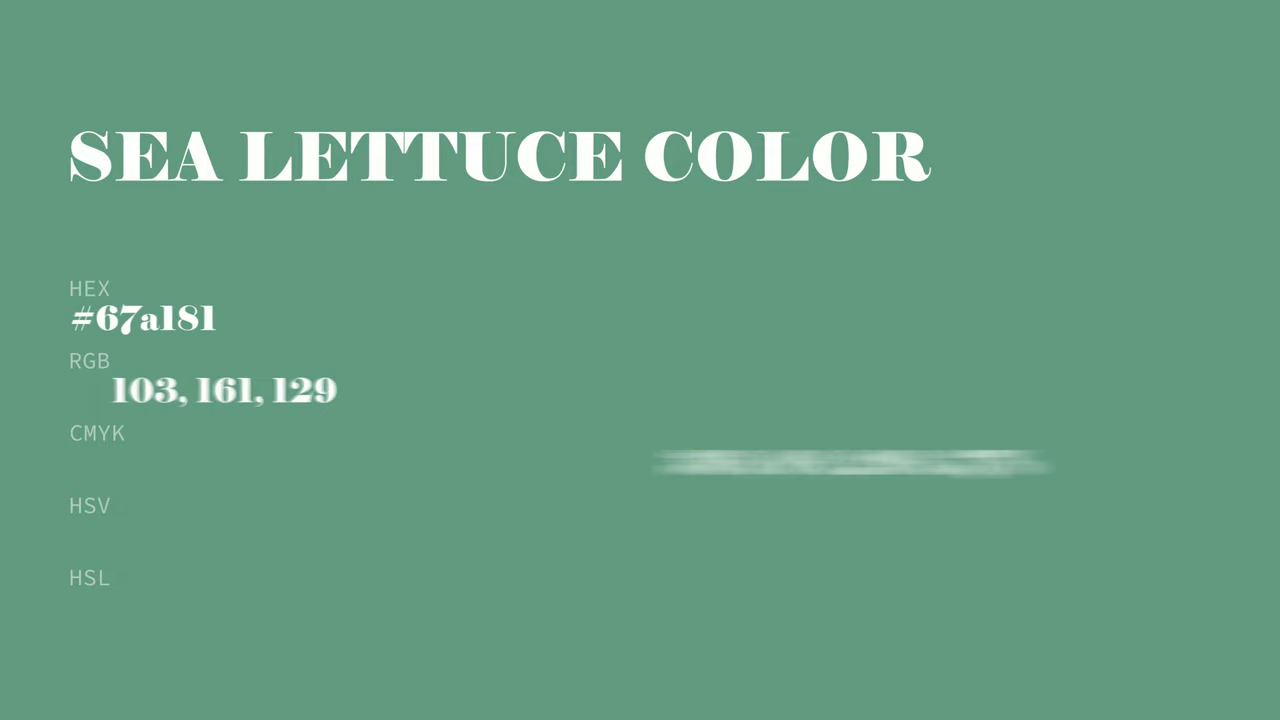 SEA LETTUCE COLOR
HEX
#67a181
RGB
103, 161, 129
CMYK
HSV
HSL